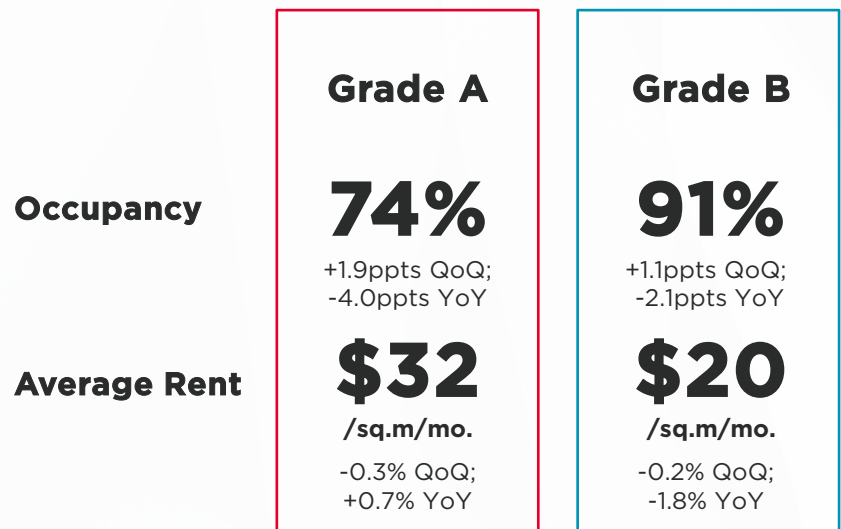 Grade A
Grade B
Occupancy
74%
91%
+1.9ppts QoQ;
-4.0ppts YoY
+1.1ppts QoQ;
-2.1ppts YoY
Average Rent
$32
$20
/sq.m/mo.
/sq.m/mo.
-0.3% QoQ;
+0.7% YoY
-0.2% QoQ;
-1.8% YoY